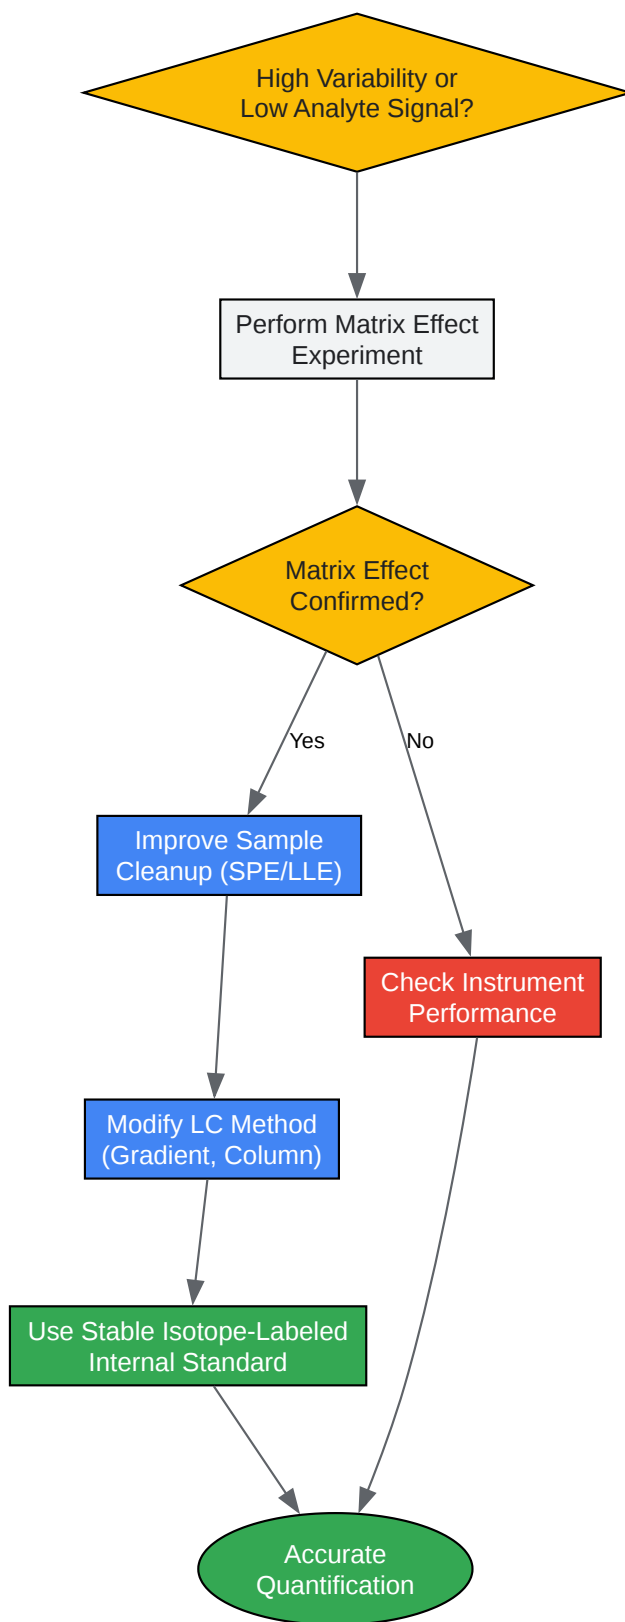 High Variability or
Low Analyte Signal?
Perform Matrix Effect
Experiment
Matrix Effect
Confirmed?
Yes
No
Improve Sample
Cleanup (SPE/LLE)
Check Instrument
Performance
Modify LC Method
(Gradient, Column)
Use Stable Isotope-Labeled
Internal Standard
Accurate
Quantification